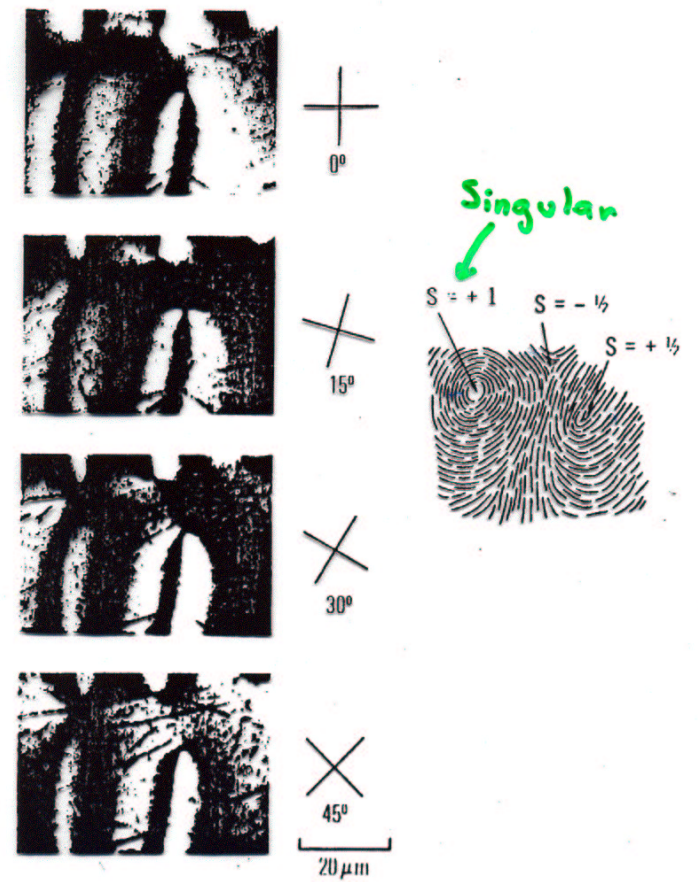 0º
Singular
S = + 1
S = - ½
S = + ½
15º
30º
45º
20 µm